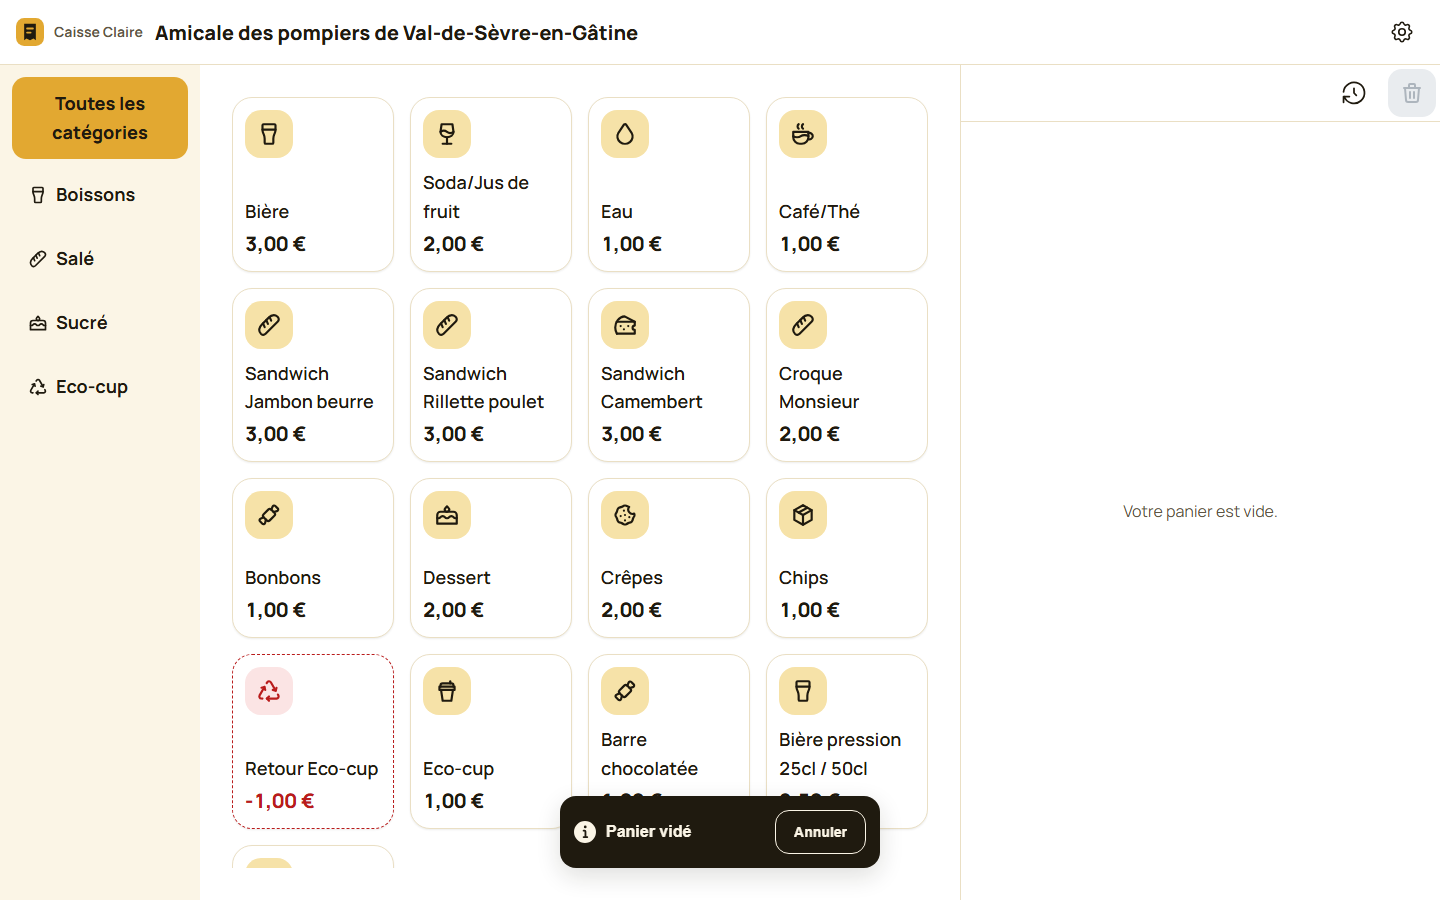 Caisse Claire
Amicale des pompiers de Val-de-Sèvre-en-Gâtine
Toutes les
catégories
Boissons
Salé
Sucré
Eco-cup
Bière
3,00 €
Soda/Jus de
fruit
2,00 €
Eau
1,00 €
Café/Thé
1,00 €
Sandwich
Jambon beurre
3,00 €
Sandwich
Rillette poulet
3,00 €
Sandwich
Camembert
3,00 €
Croque
Monsieur
2,00 €
Bonbons
1,00 €
Dessert
2,00 €
Crêpes
2,00 €
Chips
1,00 €
Retour Eco-cup
-1,00 €
Eco-cup
1,00 €
Barre
chocolatée
Bière pression
25cl / 50cl
Votre panier est vide.
Panier vidé
Annuler